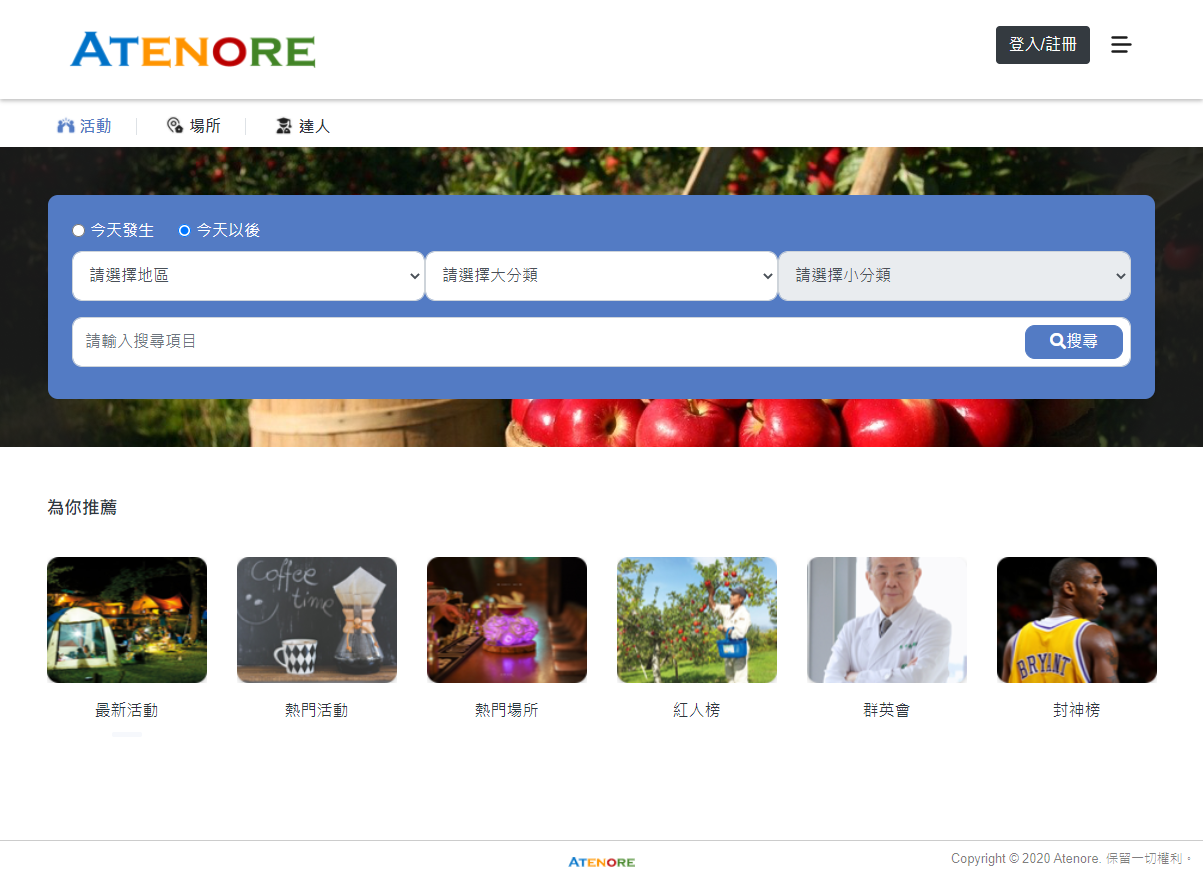 ATENORE
登入/註冊
活動
場所
達人
今天發生 今天以後
請選擇地區 請選擇大分類 請選擇小分類
請輸入搜尋項目 搜尋
為你推薦
Coffee
time
BRYANT
最新活動 熱門活動 熱門場所 紅人榜 群英會 封神榜
ATENORE
Copyright © 2020 Atenore. 保留一切權利。